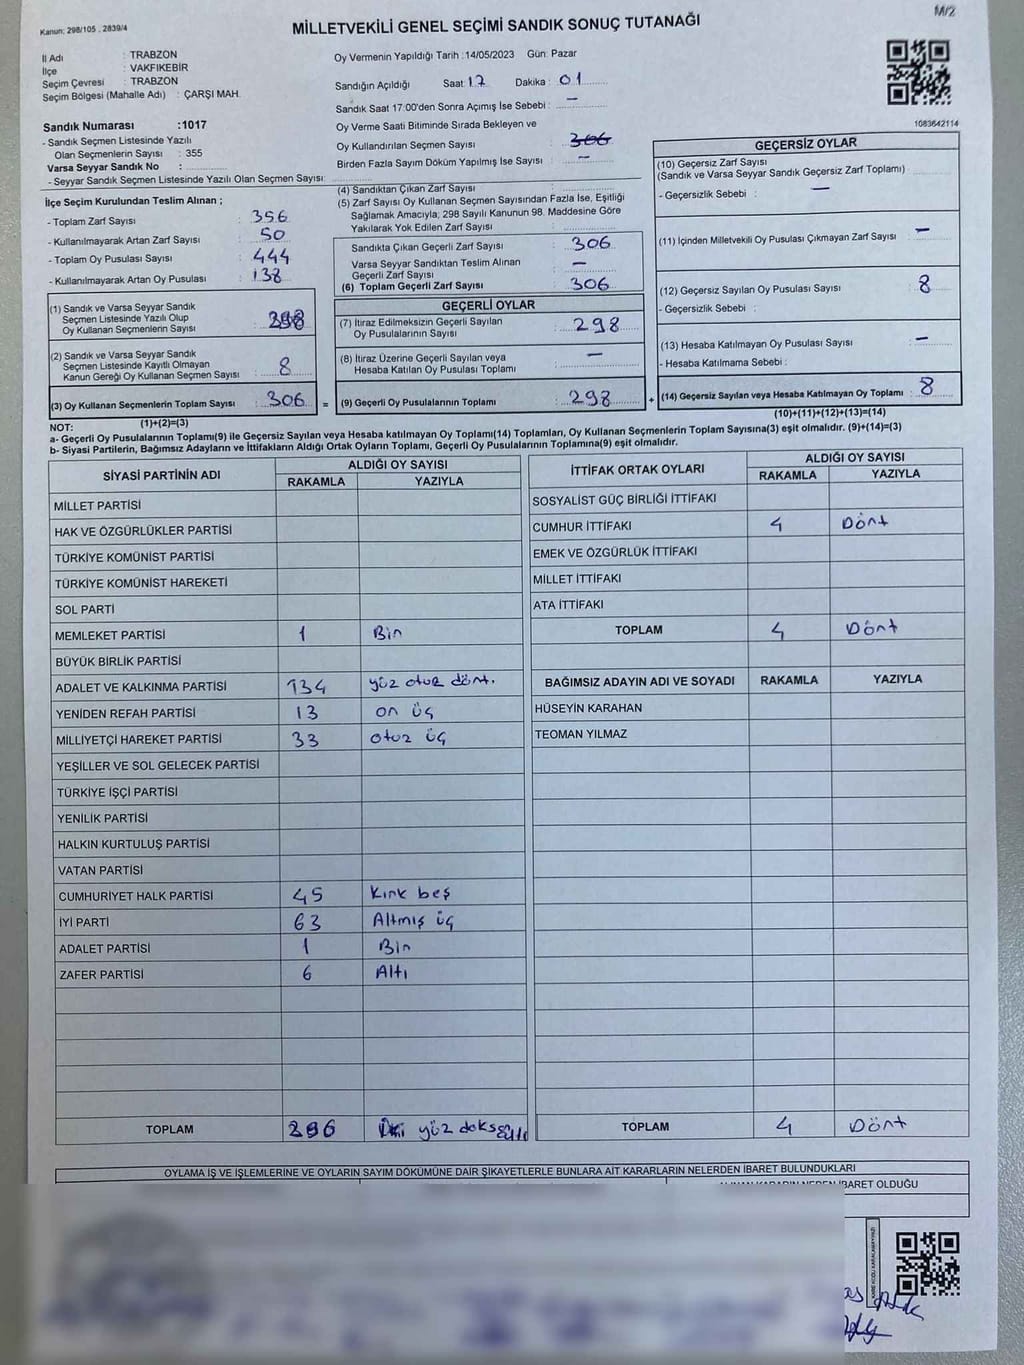 M/2
Kanun: 298/105 , 2839/4
MİLLETVEKİLİ GENEL SEÇİMİ SANDIK SONUÇ TUTANAĞI
İl Adı : TRABZON
İlçe : VAKFIKEBİR
Seçim Çevresi : TRABZON
Seçim Bölgesi (Mahalle Adı) : ÇARŞI MAH.
Sandık Numarası :1017
- Sandık Seçmen Listesinde Yazılı
Olan Seçmenlerin Sayısı : 355
Varsa Seyyar Sandık No :
- Seyyar Sandık Seçmen Listesinde Yazılı Olan Seçmen Sayısı:
Oy Vermenin Yapıldığı Tarih :14/05/2023 Gün: Pazar
Sandığın Açıldığı Saat 17 Dakika : 01
Sandık Saat 17:00'den Sonra Açımış İse Sebebi : —
Oy Verme Saati Bitiminde Sırada Bekleyen ve
Oy Kullandırılan Seçmen Sayısı : 306
Birden Fazla Sayım Döküm Yapılmış İse Sayısı : —
1083642114
İlçe Seçim Kurulundan Teslim Alınan ;
- Toplam Zarf Sayısı : 356
- Kullanılmayarak Artan Zarf Sayısı : 50
- Toplam Oy Pusulası Sayısı : 444
- Kullanılmayarak Artan Oy Pusulası : 138
(1) Sandık ve Varsa Seyyar Sandık
Seçmen Listesinde Yazılı Olup
Oy Kullanan Seçmenlerin Sayısı : 298
(2) Sandık ve Varsa Seyyar Sandık
Seçmen Listesinde Kayıtlı Olmayan
Kanun Gereği Oy Kullanan Seçmen Sayısı : 8
(3) Oy Kullanan Seçmenlerin Toplam Sayısı : 306 =
(1)+(2)=(3)
(4) Sandıktan Çıkan Zarf Sayısı :
(5) Zarf Sayısı Oy Kullanan Seçmen Sayısından Fazla İse, Eşitliği
Sağlamak Amacıyla, 298 Sayılı Kanunun 98. Maddesine Göre
Yakılarak Yok Edilen Zarf Sayısı :
Sandıkta Çıkan Geçerli Zarf Sayısı : 306
Varsa Seyyar Sandıktan Teslim Alınan
Geçerli Zarf Sayısı : —
(6) Toplam Geçerli Zarf Sayısı : 306
GEÇERLİ OYLAR
(7) İtiraz Edilmeksizin Geçerli Sayılan
Oy Pusulalarının Sayısı : 298
(8) İtiraz Üzerine Geçerli Sayılan veya
Hesaba Katılan Oy Pusulası Toplamı : —
(9) Geçerli Oy Pusulalarının Toplamı : 298 +
GEÇERSİZ OYLAR
(10) Geçersiz Zarf Sayısı
(Sandık ve Varsa Seyyar Sandık Geçersiz Zarf Toplamı)
- Geçersizlik Sebebi : —
(11) İçinden Milletvekili Oy Pusulası Çıkmayan Zarf Sayısı : —
(12) Geçersiz Sayılan Oy Pusulası Sayısı : 8
- Geçersizlik Sebebi :
(13) Hesaba Katılmayan Oy Pusulası Sayısı : —
- Hesaba Katılmama Sebebi :
(14) Geçersiz Sayılan veya Hesaba Katılmayan Oy Toplamı : 8
(10)+(11)+(12)+(13)=(14)
NOT:
a- Geçerli Oy Pusulalarının Toplamı(9) ile Geçersiz Sayılan veya Hesaba katılmayan Oy Toplamı(14) Toplamları, Oy Kullanan Seçmenlerin Toplam Sayısına(3) eşit olmalıdır. (9)+(14)=(3)
b- Siyasi Partilerin, Bağımsız Adayların ve İttifakların Aldığı Ortak Oyların Toplamı, Geçerli Oy Pusulalarının Toplamına(9) eşit olmalıdır.
SİYASİ PARTİNİN ADI ALDIĞI OY SAYISI
RAKAMLA YAZIYLA
MİLLET PARTİSİ
HAK VE ÖZGÜRLÜKLER PARTİSİ
TÜRKİYE KOMÜNİST PARTİSİ
TÜRKİYE KOMÜNİST HAREKETİ
SOL PARTİ
MEMLEKET PARTİSİ 1 Bir
BÜYÜK BİRLİK PARTİSİ
ADALET VE KALKINMA PARTİSİ 134 yüz otuz dört.
YENİDEN REFAH PARTİSİ 13 on üç
MİLLİYETÇİ HAREKET PARTİSİ 33 otuz üç
YEŞİLLER VE SOL GELECEK PARTİSİ
TÜRKİYE İŞÇİ PARTİSİ
YENİLİK PARTİSİ
HALKIN KURTULUŞ PARTİSİ
VATAN PARTİSİ
CUMHURİYET HALK PARTİSİ 45 kırk beş
İYİ PARTİ 63 Altmış üç
ADALET PARTİSİ 1 Bir
ZAFER PARTİSİ 6 Altı
TOPLAM 296 iki yüz
İTTİFAK ORTAK OYLARI ALDIĞI OY SAYISI
RAKAMLA YAZIYLA
SOSYALİST GÜÇ BİRLİĞİ İTTİFAKI
CUMHUR İTTİFAKI 4 Dört
EMEK VE ÖZGÜRLÜK İTTİFAKI
MİLLET İTTİFAKI
ATA İTTİFAKI
TOPLAM 4 Dört
BAĞIMSIZ ADAYIN ADI VE SOYADI RAKAMLA YAZIYLA
HÜSEYİN KARAHAN
TEOMAN YILMAZ
TOPLAM 4 Dört
OYLAMA İŞ VE İŞLEMLERİNE VE OYLARIN SAYIM DÖKÜMÜNE DAİR ŞİKAYETLERLE BUNLARA AİT KARARLARIN NELERDEN İBARET BULUNDUKLARI
İBARET OLDUĞU